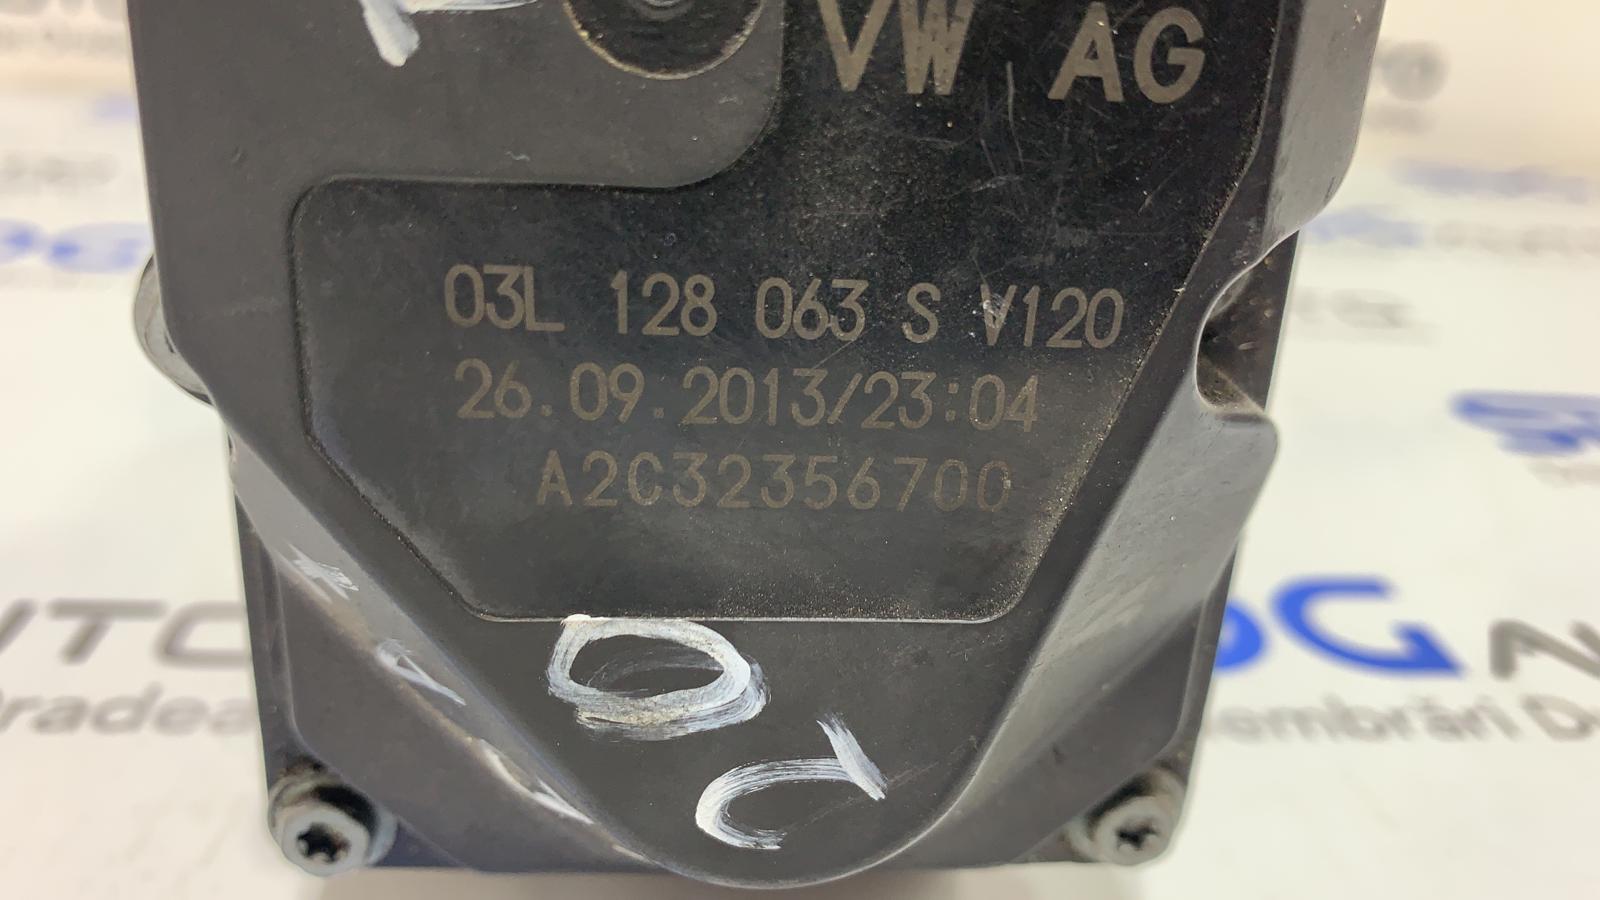 VW AG
03L 128 063 S V120
26.09.2013/23:04
A2C32356700